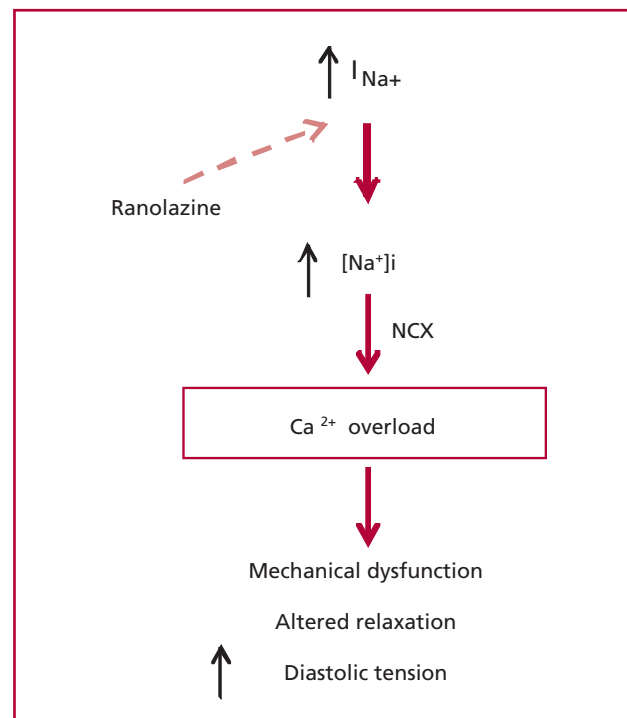 I Na+
Ranolazine
[Na⁺]i
NCX
Ca ²⁺ overload
Mechanical dysfunction
Altered relaxation
Diastolic tension